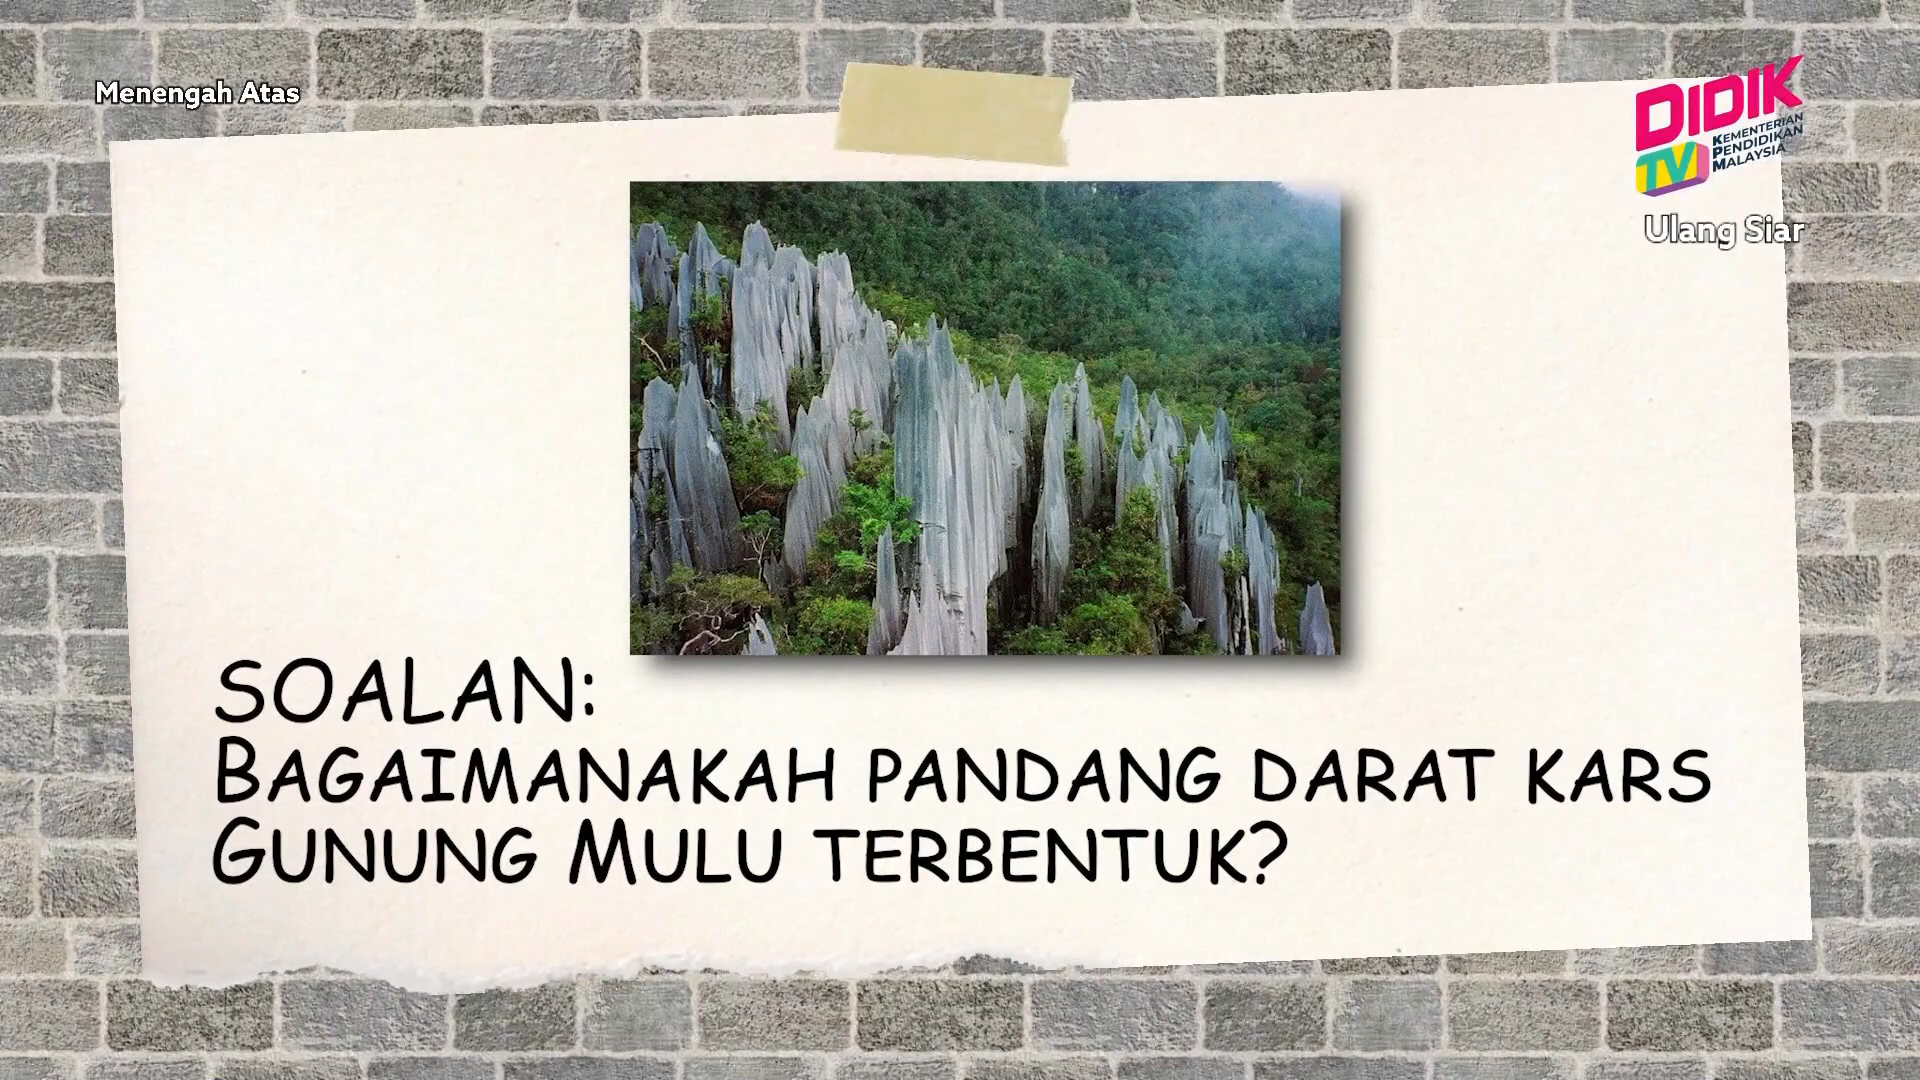 Menengah Atas
DIDIK
TV
KEMENTERIAN
PENDIDIKAN
MALAYSIA
Ulang Siar
SOALAN:
BAGAIMANAKAH PANDANG DARAT KARS
GUNUNG MULU TERBENTUK?